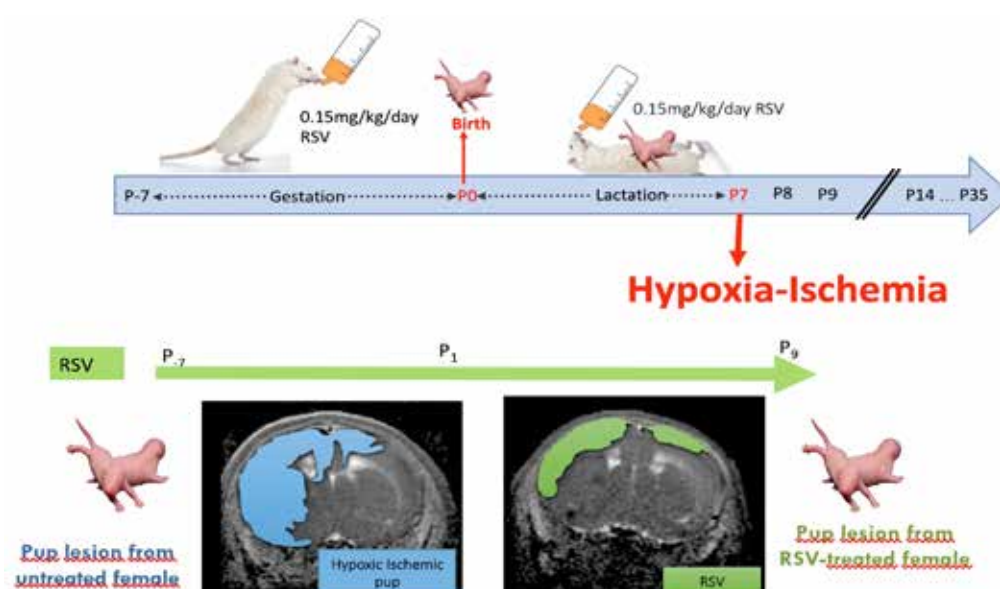 0.15mg/kg/day
RSV
Birth
0.15mg/kg/day RSV
P-7 Gestation P0 Lactation P7 P8 P9 P14 ... P35
Hypoxia-Ischemia
RSV
P-7 P1 P9
Pup lesion from
untreated female
Hypoxic Ischemic
pup
RSV
Pup lesion from
RSV-treated female